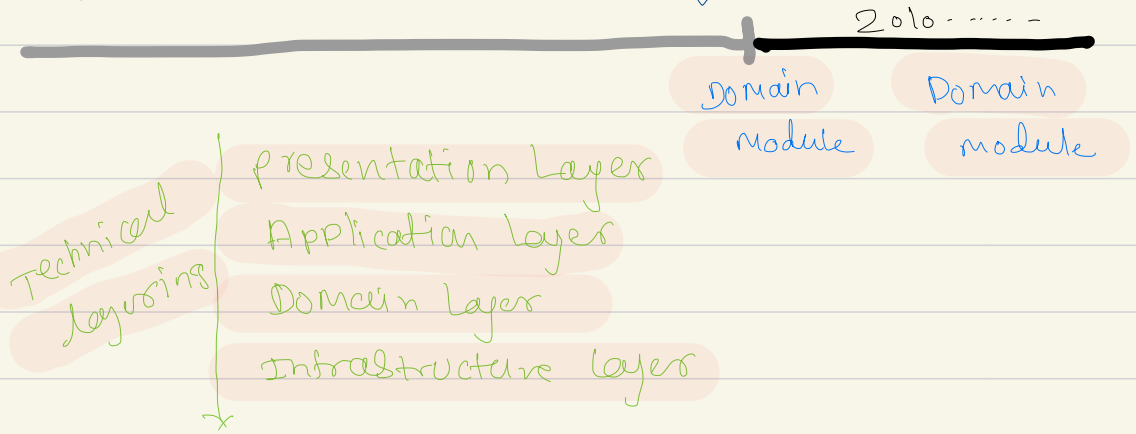 2010------
Domain Domain
Module module
Presentation Layer
Application Layer
Domain Layer
Infrastructure Layer
Technical
layering